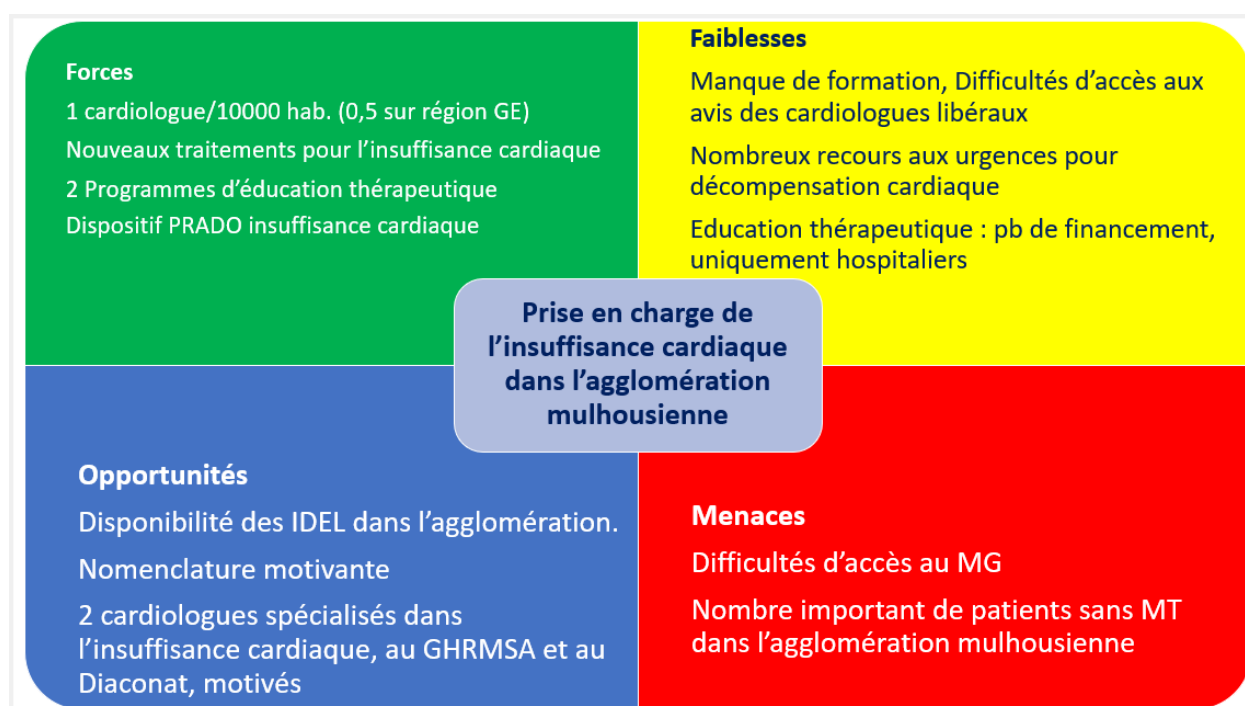 Forces
1 cardiologue/10000 hab. (0,5 sur région GE)
Nouveaux traitements pour l'insuffisance cardiaque
2 Programmes d'éducation thérapeutique
Dispositif PRADO insuffisance cardiaque
Faiblesses
Manque de formation, Difficultés d'accès aux
avis des cardiologues libéraux
Nombreux recours aux urgences pour
décompensation cardiaque
Education thérapeutique : pb de financement,
uniquement hospitaliers
Prise en charge de
l'insuffisance cardiaque
dans l'agglomération
mulhousienne
Opportunités
Disponibilité des IDEL dans l'agglomération.
Nomenclature motivante
2 cardiologues spécialisés dans
l'insuffisance cardiaque, au GHRMSA et au
Diaconat, motivés
Menaces
Difficultés d'accès au MG
Nombre important de patients sans MT
dans l'agglomération mulhousienne